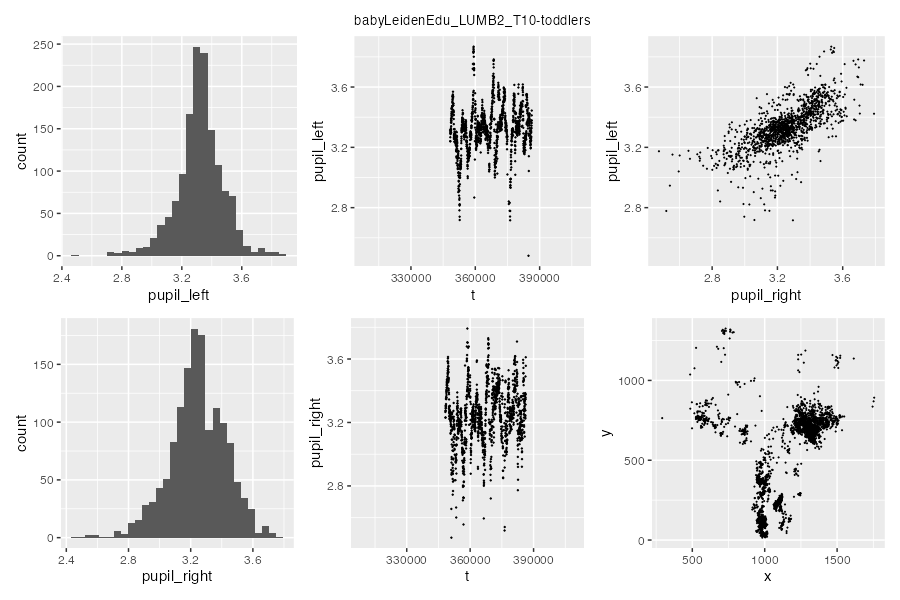 babyLeidenEdu_LUMB2_T10-toddlers
250
200
150
100
50
0
count
2.4 2.8 3.2 3.6
pupil_left
3.6
3.2
2.8
pupil_left
330000 360000 390000
t
3.6
3.2
2.8
pupil_left
2.8 3.2 3.6
pupil_right
150
100
50
0
count
2.4 2.8 3.2 3.6
pupil_right
3.6
3.2
2.8
pupil_right
330000 360000 390000
t
1000
500
0
y
500 1000 1500
x